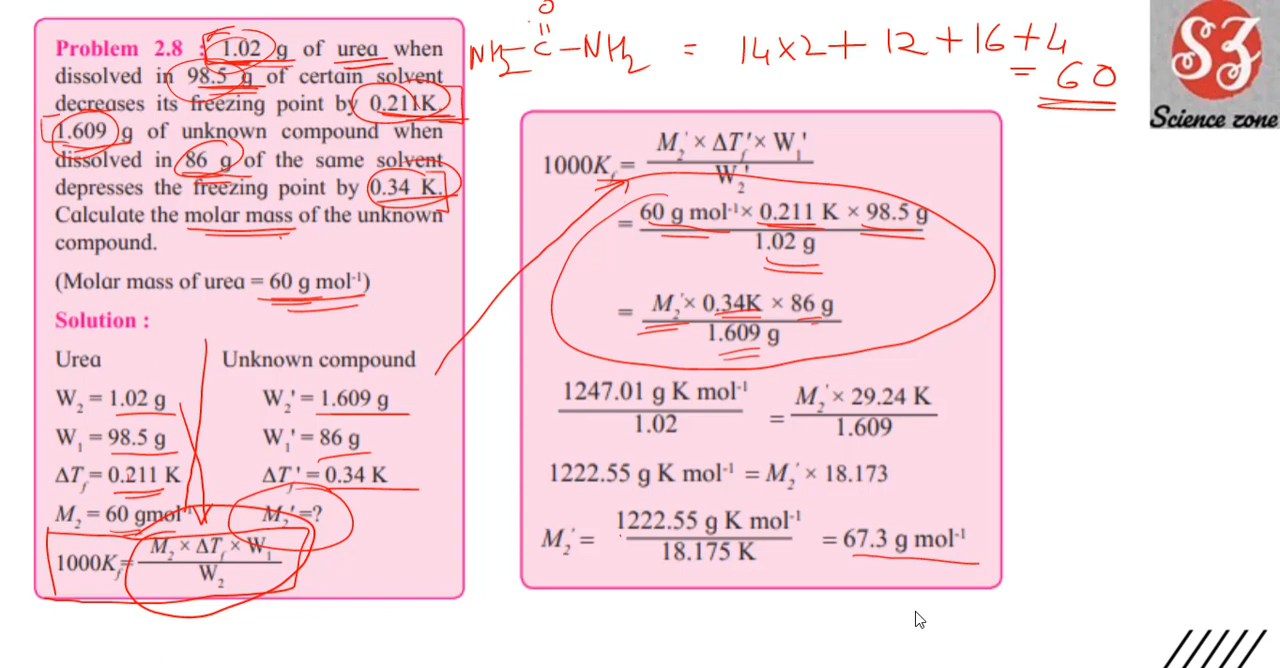 O
||
NH2–C–NH2 = 14x2+ 12+16+4
= 60
SZ
Science zone
Problem 2.8 : 1.02 g of urea when
dissolved in 98.5 g of certain solvent
decreases its freezing point by 0.211K.
1.609 g of unknown compound when
dissolved in 86 g of the same solvent
depresses the freezing point by 0.34 K.
Calculate the molar mass of the unknown
compound.
(Molar mass of urea = 60 g mol⁻¹)
Solution :
Urea Unknown compound
W₂ = 1.02 g W₂' = 1.609 g
W₁ = 98.5 g W₁' = 86 g
ΔT_f = 0.211 K ΔT_f' = 0.34 K
M₂ = 60 gmol⁻¹ M₂' =?
M₂ × ΔT_f × W₁
1000K_f =
W₂
M₂' × ΔT_f' × W₁'
1000K_f =
W₂'
60 g mol⁻¹× 0.211 K × 98.5 g
=
1.02 g
M₂'× 0.34K × 86 g
=
1.609 g
1247.01 g K mol⁻¹ M₂'× 29.24 K
=
1.02 1.609
1222.55 g K mol⁻¹ = M₂' × 18.173
1222.55 g K mol⁻¹
M₂' = = 67.3 g mol⁻¹
18.175 K